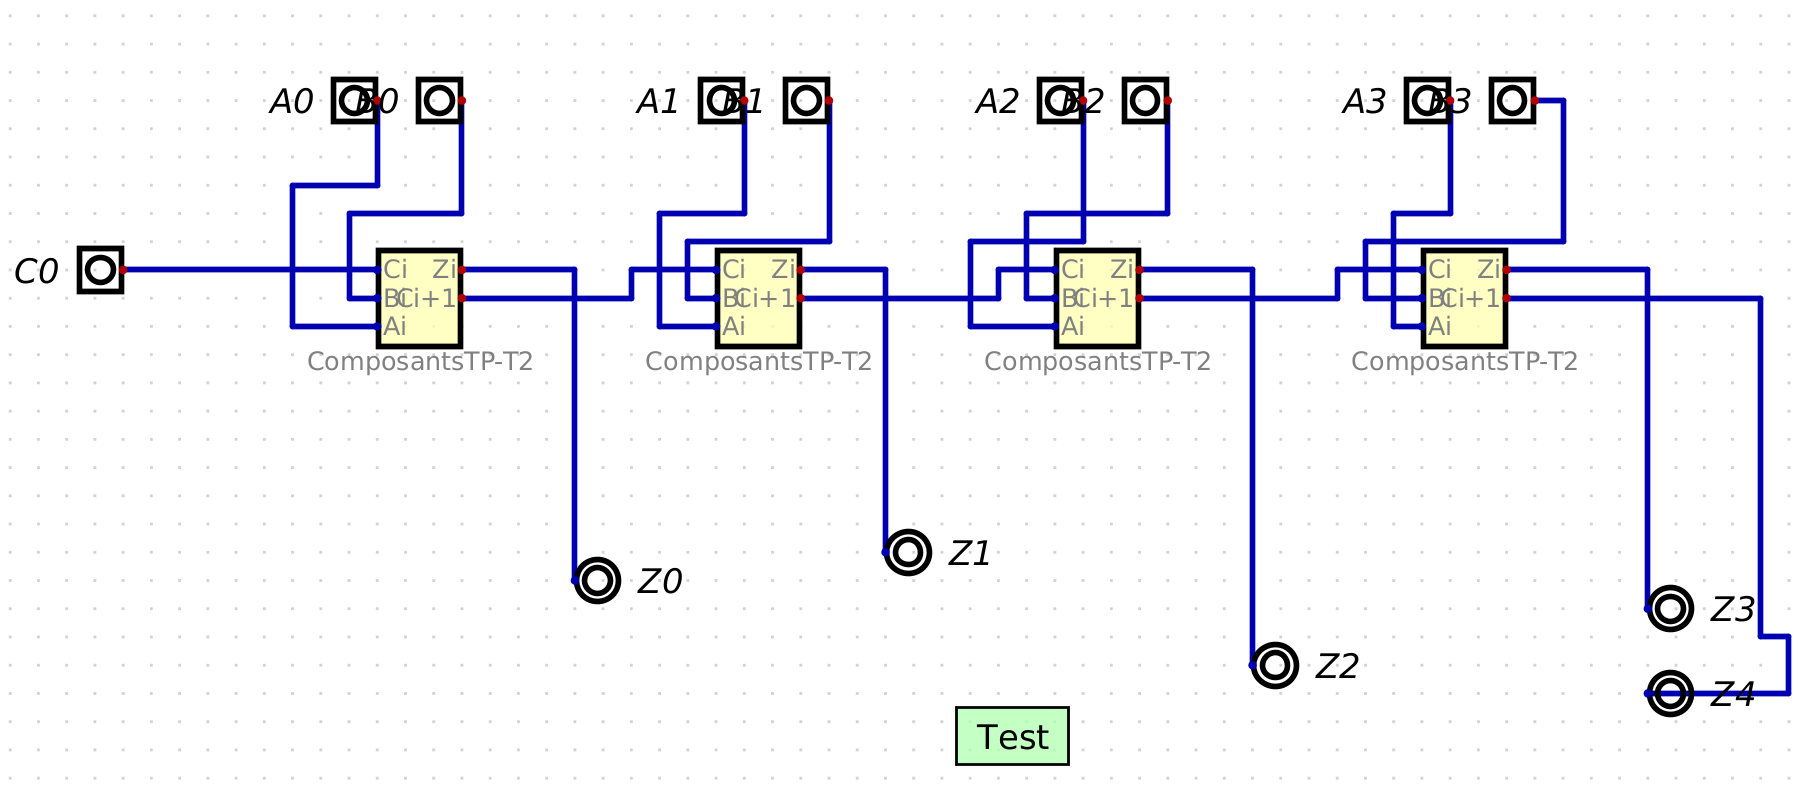 A0 B0 A1 B1 A2 B2 A3 B3
C0 Ci Zi Ci Zi Ci Zi Ci Zi
Bi Ci+1 Bi Ci+1 Bi Ci+1 Bi Ci+1
Ai Ai Ai Ai
ComposantsTP-T2 ComposantsTP-T2 ComposantsTP-T2 ComposantsTP-T2
Z1
Z0
Z3
Z2
Z4
Test